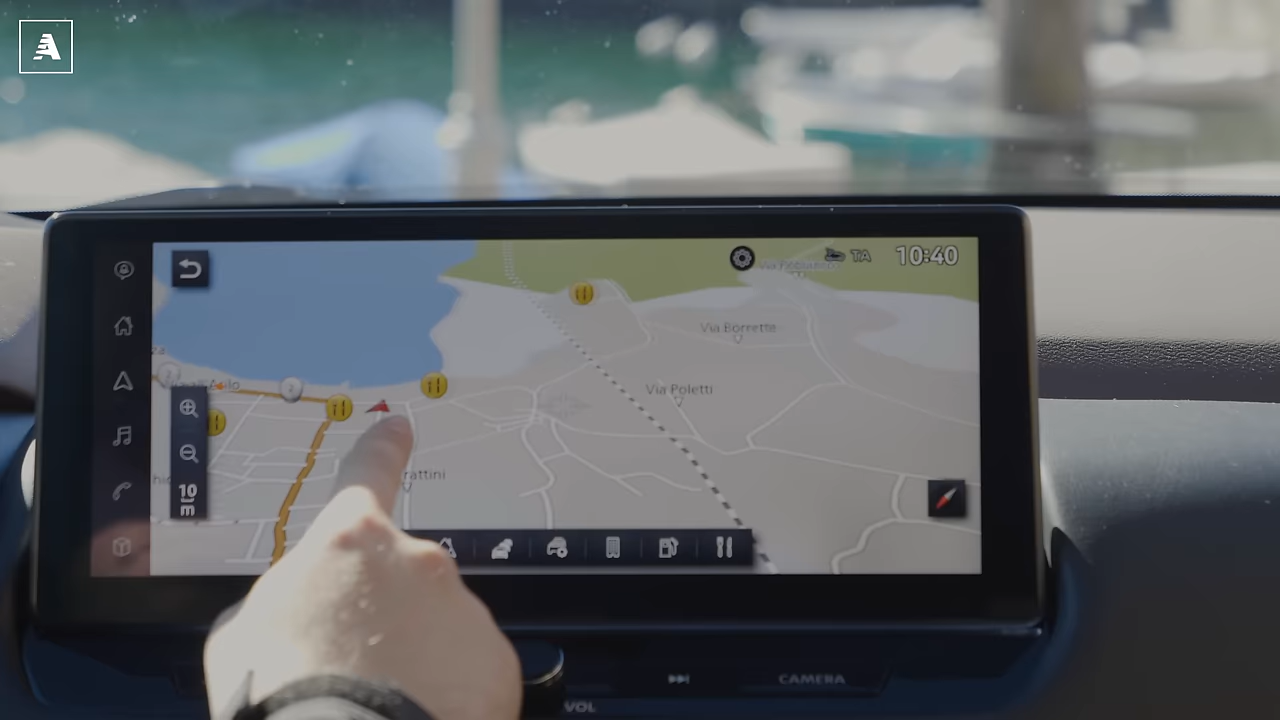 TA
10:40
Via Borrette
Via Poletti
rattini
10
m
CAMERA
VOL